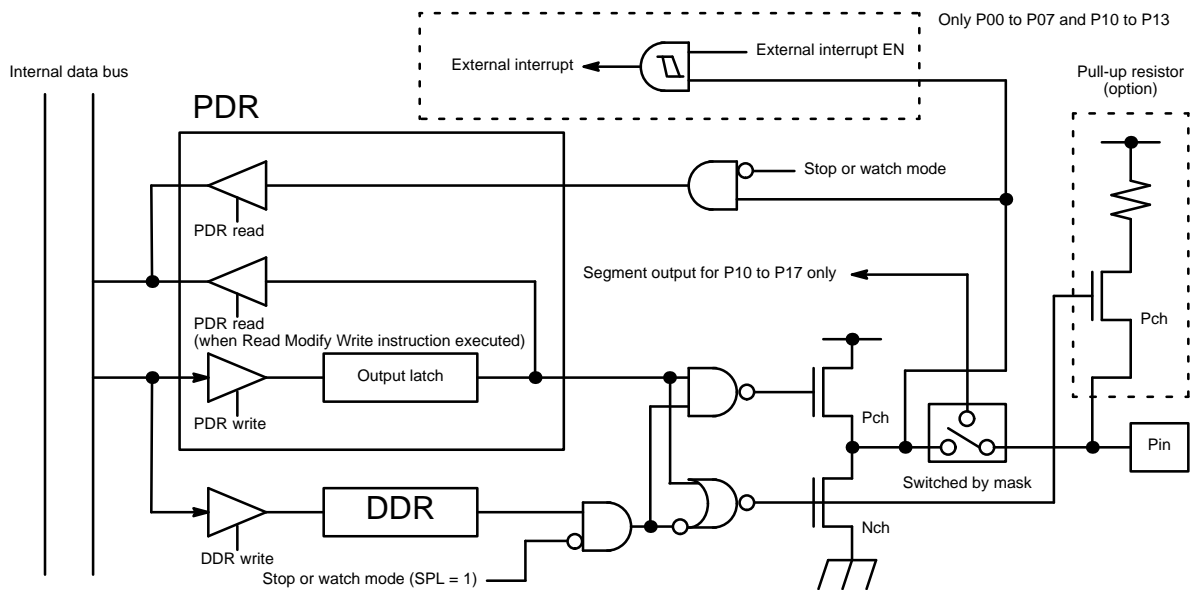 Only P00 to P07 and P10 to P13
External interrupt EN
External interrupt
Internal data bus
Pull-up resistor
(option)
PDR
Stop or watch mode
PDR read
Segment output for P10 to P17 only
PDR read
(when Read Modify Write instruction executed)
Pch
Output latch
PDR write
Pch
Pin
Switched by mask
DDR
Nch
DDR write
Stop or watch mode (SPL = 1)